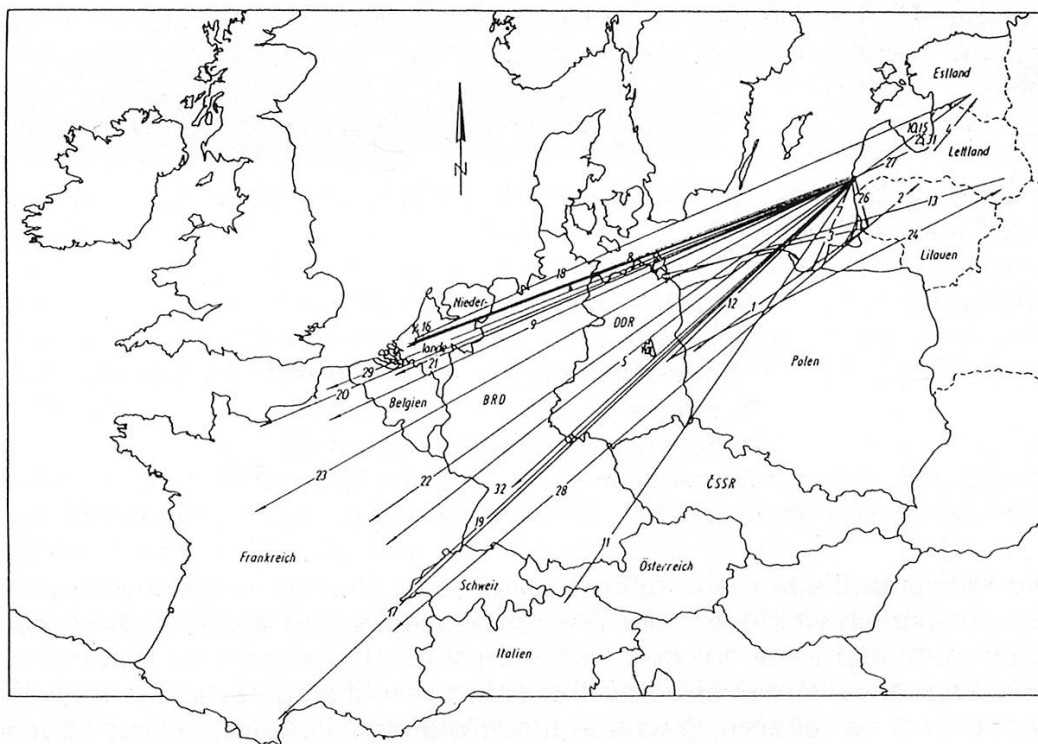 Estland
10,15
25,31
4
Lettland
27
2
26
13
7
3
24
Litauen
N
8
18
Nieder-
lande
16
9
DDR
12
1
5
Polen
29
21
20
Belgien
BRD
23
22
32
28
ČSSR
19
11
Frankreich
Österreich
Schweiz
17
Italien